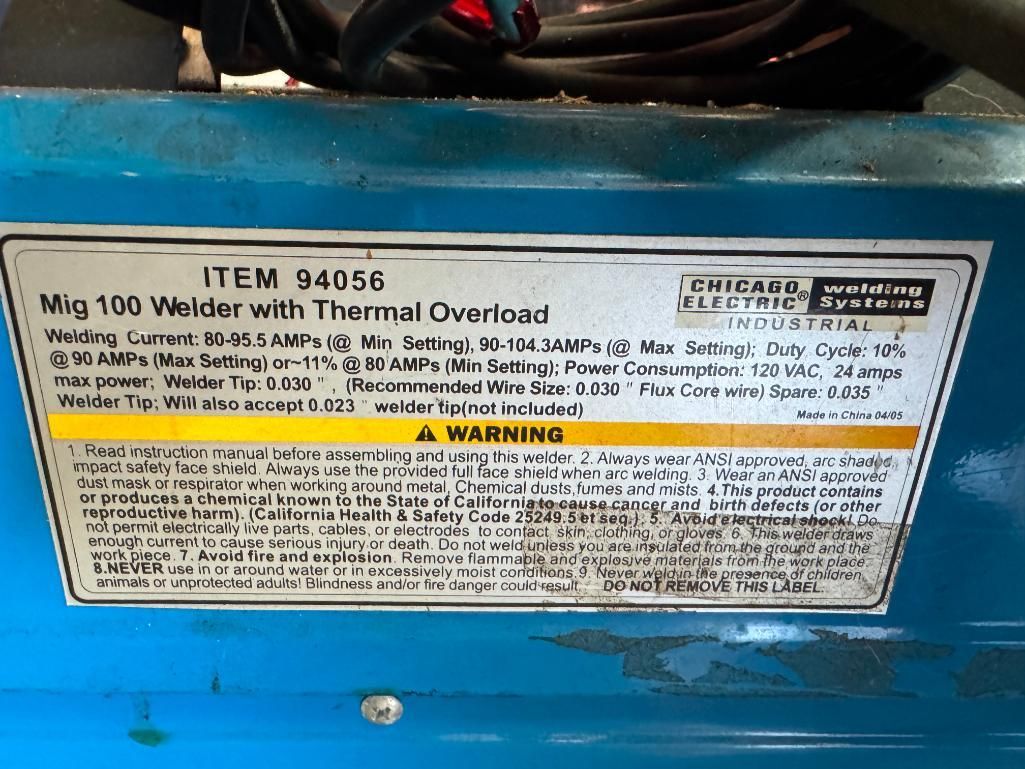 ITEM 94056
Mig 100 Welder with Thermal Overload
CHICAGO ELECTRIC® welding Systems
INDUSTRIAL
Welding Current: 80-95.5 AMPs (@ Min Setting), 90-104.3AMPs (@ Max Setting); Duty Cycle: 10%
@ 90 AMPs (Max Setting) or~11% @ 80 AMPs (Min Setting); Power Consumption: 120 VAC, 24 amps
max power; Welder Tip: 0.030 ", (Recommended Wire Size: 0.030 " Flux Core wire) Spare: 0.035 "
Welder Tip; Will also accept 0.023 " welder tip(not included)
Made in China 04/05
WARNING
1. Read instruction manual before assembling and using this welder. 2. Always wear ANSI approved, arc shaded,
impact safety face shield. Always use the provided full face shield when arc welding. 3. Wear an ANSI approved
dust mask or respirator when working around metal, Chemical dusts,fumes and mists. 4.This product contains
or produces a chemical known to the State of California to cause cancer and birth defects (or other
reproductive harm). (California Health & Safety Code 25249.5 et seq.) 5. Avoid electrical shock! Do
not permit electrically live parts, cables, or electrodes to contact skin, clothing, or gloves. 6. This welder draws
enough current to cause serious injury or death. Do not weld unless you are insulated from the ground and the
work piece. 7. Avoid fire and explosion. Remove flammable and explosive materials from the work place.
8.NEVER use in or around water or in excessively moist conditions. 9. Never weld in the presence of children,
animals or unprotected adults! Blindness and/or fire danger could result. DO NOT REMOVE THIS LABEL.